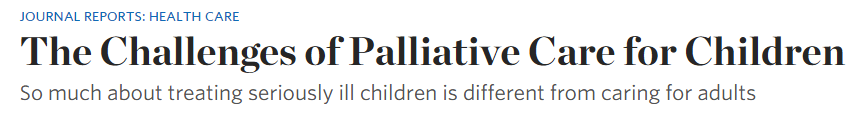 JOURNAL REPORTS: HEALTH CARE
The Challenges of Palliative Care for Children
So much about treating seriously ill children is different from caring for adults